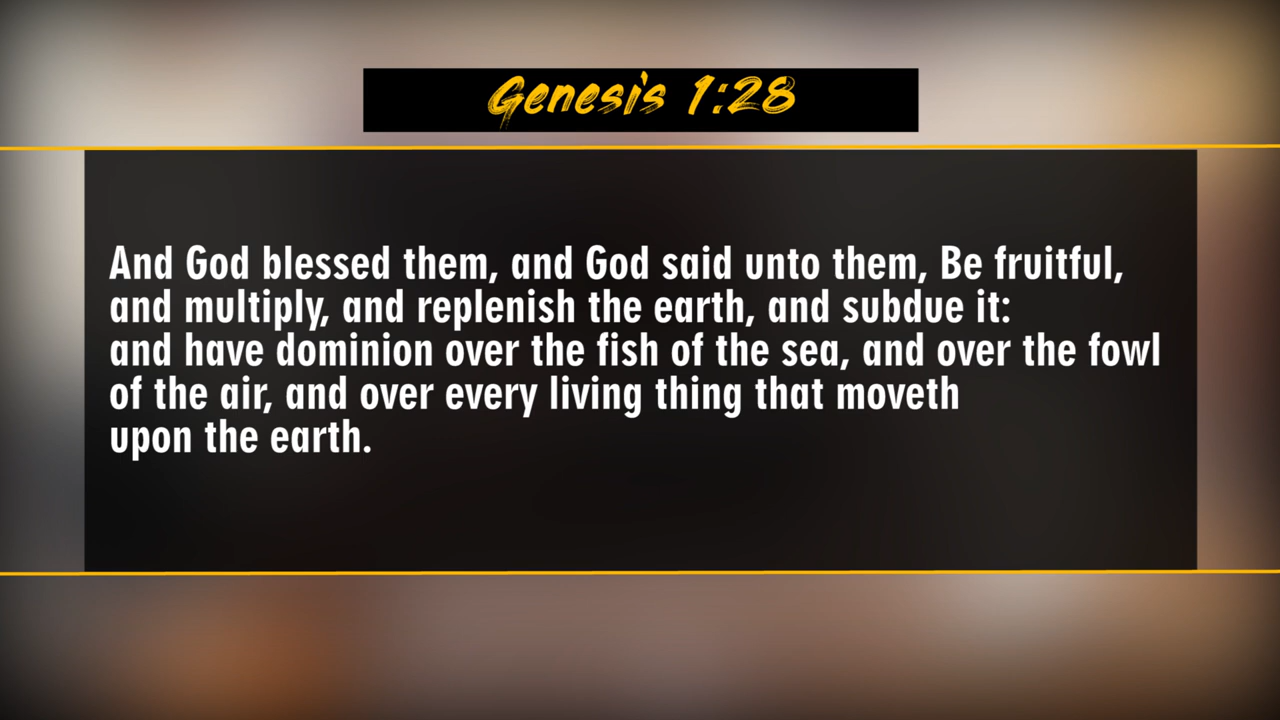 Genesis 1:28
And God blessed them, and God said unto them, Be fruitful,
and multiply, and replenish the earth, and subdue it:
and have dominion over the fish of the sea, and over the fowl
of the air, and over every living thing that moveth
upon the earth.